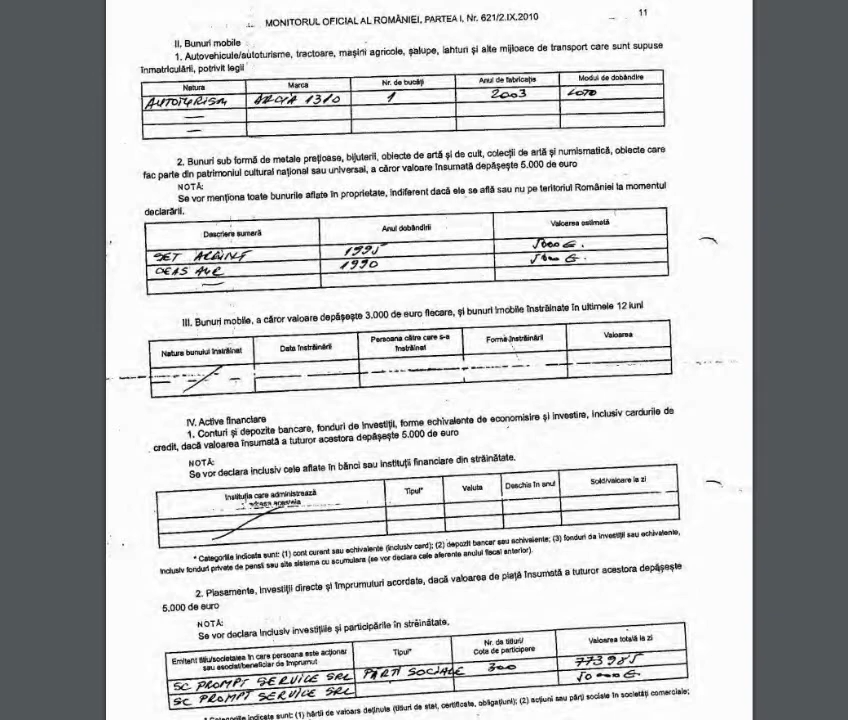 MONITORUL OFICIAL AL ROMÂNIEI, PARTEA I, Nr. 621/2.IX.2010
11
II. Bunuri mobile
1. Autovehicule/autoturisme, tractoare, mașini agricole, șalupe, iahturi și alte mijloace de transport care sunt supuse
înmatriculării, potrivit legii
Natura Marca Nr. de bucăți Anul de fabricație Modul de dobândire
AUTOTURISM 1310 1 2003
2. Bunuri sub formă de metale prețioase, bijuterii, obiecte de artă și de cult, colecții de artă și numismatică, obiecte care
fac parte din patrimoniul cultural național sau universal, a căror valoare însumată depășește 5.000 de euro
NOTĂ:
Se vor menționa toate bunurile aflate în proprietate, indiferent dacă ele se află sau nu pe teritoriul României la momentul
declarării.
Descriere sumară Anul dobândirii Valoarea estimată
SET ARGINT 1995 5000 €.
CEAS AUR 1990 5000 €.
III. Bunuri mobile, a căror valoare depășește 3.000 de euro fiecare, și bunuri imobile înstrăinate în ultimele 12 luni
Natura bunului înstrăinat Data înstrăinării Persoana către care s-a
înstrăinat Forma înstrăinării Valoarea
IV. Active financiare
1. Conturi și depozite bancare, fonduri de investiții, forme echivalente de economisire și investire, inclusiv cardurile de
credit, dacă valoarea însumată a tuturor acestora depășește 5.000 de euro
NOTĂ:
Se vor declara inclusiv cele aflate în bănci sau instituții financiare din străinătate.
Instituția care administrează
adresa acesteia Tipul* Valuta Deschis în anul Sold/valoare la zi
* Categoriile indicate sunt: (1) cont curent sau echivalente (inclusiv card); (2) depozit bancar sau echivalente; (3) fonduri de investiții sau echivalente,
inclusiv fonduri private de pensii sau alte sisteme cu acumulare (se vor declara cele aferente anului fiscal anterior).
2. Plasamente, investiții directe și împrumuturi acordate, dacă valoarea de piață însumată a tuturor acestora depășește
5.000 de euro
NOTĂ:
Se vor declara inclusiv investițiile și participările în străinătate.
Emitent titlu/societatea în care persoana este acționar
sau asociat/beneficiar de împrumut Tipul* Nr. de titluri/
Cote de participare Valoarea totală la zi
SC PROMPT SERVICE SRL PĂRȚI SOCIALE 300 773985
SC PROMPT SERVICE SRL 50000 €.
* Categoriile indicate sunt: (1) hârtii de valoare deținute (titluri de stat, certificate, obligațiuni); (2) acțiuni sau părți sociale în societăți comerciale;